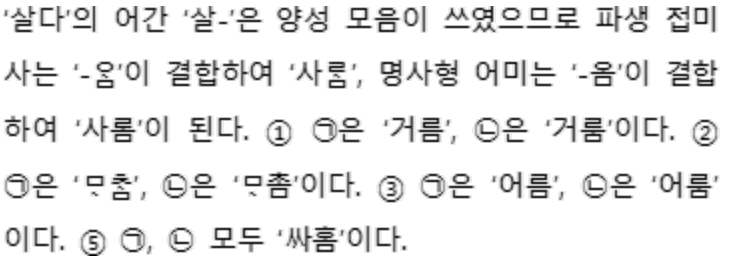 '살다'의 어간 '살-'은 양성 모음이 쓰였으므로 파생 접미
사는 '-ᄋᆞᆷ'이 결합하여 '사ᄅᆞᆷ', 명사형 어미는 '-옴'이 결합
하여 '사롬'이 된다. ① ㉠은 '거름', ㉡은 '거룸'이다. ②
㉠은 'ᄆᆞᄎᆞᆷ', ㉡은 'ᄆᆞ촘'이다. ③ ㉠은 '어름', ㉡은 '어룸'
이다. ⑤ ㉠, ㉡ 모두 '싸홈'이다.